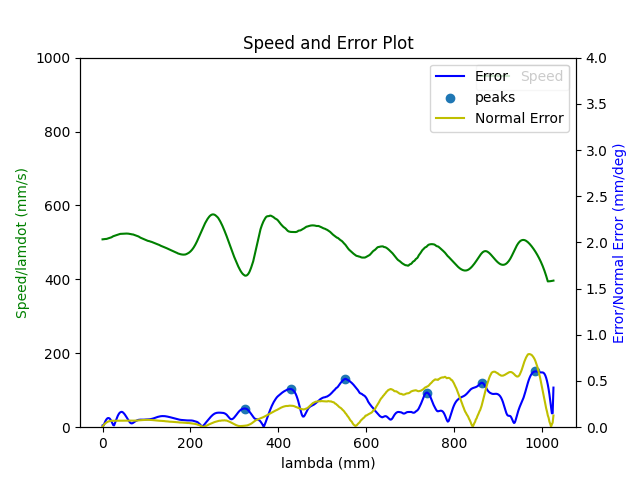 Speed and Error Plot
Speed/lamdot (mm/s)
1000
800
600
400
200
0
Error
Speed
peaks
Normal Error
4.0
3.5
3.0
2.5
2.0
1.5
1.0
0.5
0.0
Error/Normal Error (mm/deg)
0 200 400 600 800 1000
lambda (mm)